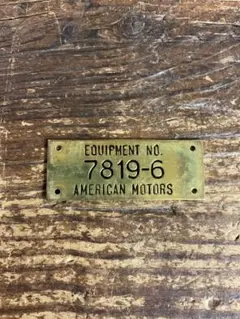 EQUIPMENT NO.
7819-6
AMERICAN MOTORS